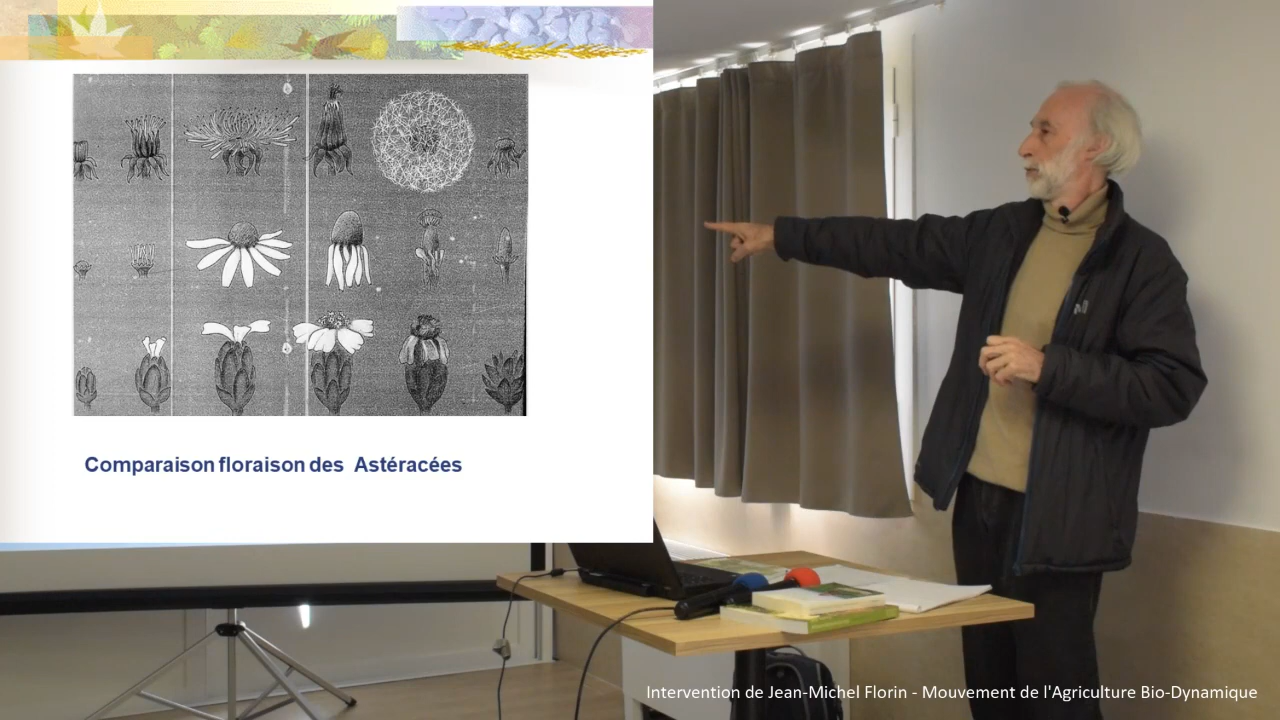 Comparaison floraison des Astéracées
Intervention de Jean-Michel Florin - Mouvement de l'Agriculture Bio-Dynamique